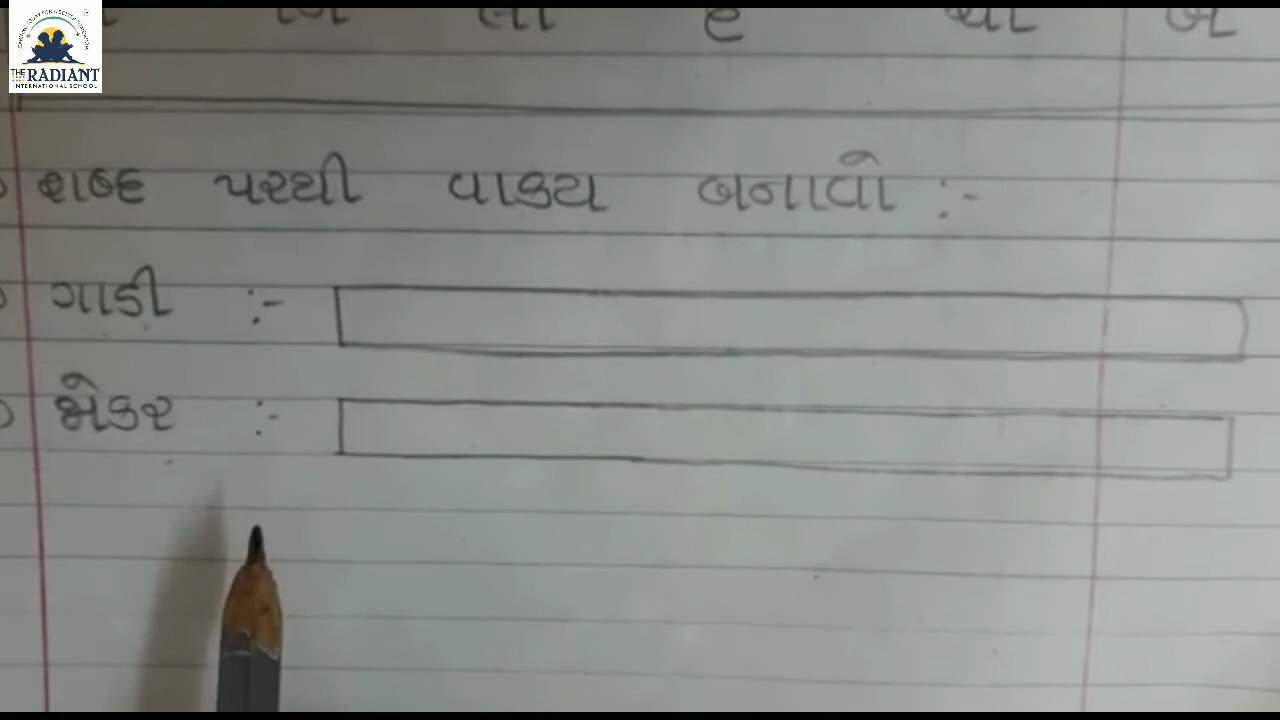 THE RADIANT
INTERNATIONAL SCHOOL
શબ્દ પરથી વાક્ય બનાવો :-
ગાડી :-
જોકર :-